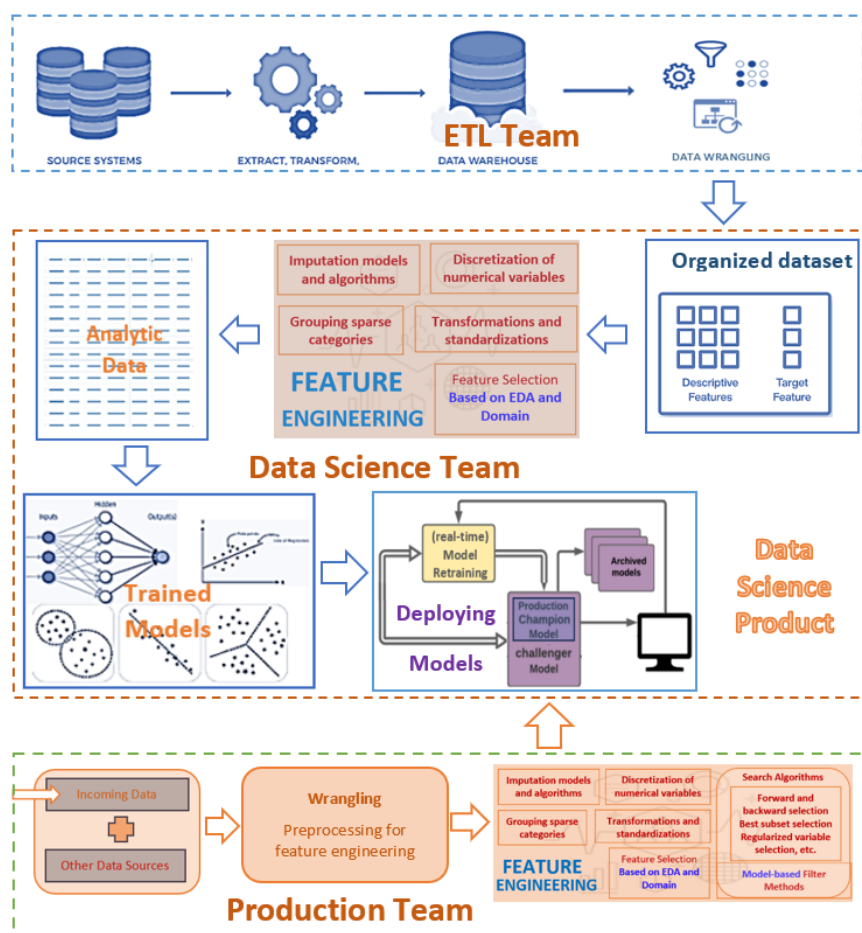 ETL Team
SOURCE SYSTEMS
EXTRACT, TRANSFORM,
DATA WAREHOUSE
DATA WRANGLING
Analytic
Data
Imputation models
and algorithms
Discretization of
numerical variables
Grouping sparse
categories
Transformations and
standardizations
FEATURE
ENGINEERING
Feature Selection
Based on EDA and
Domain
Organized dataset
Descriptive
Features
Target
Feature
Data Science Team
Inputs
Hidden
Output(s)
Line of Regression
Trained
Models
(real-time)
Model
Retraining
Archived
models
Deploying
Models
Production
Champion
Model
challenger
Model
Data
Science
Product
Incoming Data
Other Data Sources
Wrangling
Preprocessing for
feature engineering
Imputation models
and algorithms
Discretization of
numerical variables
Grouping sparse
categories
Transformations and
standardizations
FEATURE
ENGINEERING
Feature Selection
Based on EDA and
Domain
Search Algorithms
Forward and
backward selection
Best subset selection
Regularized variable
selection, etc.
Model-based Filter
Methods
Production Team